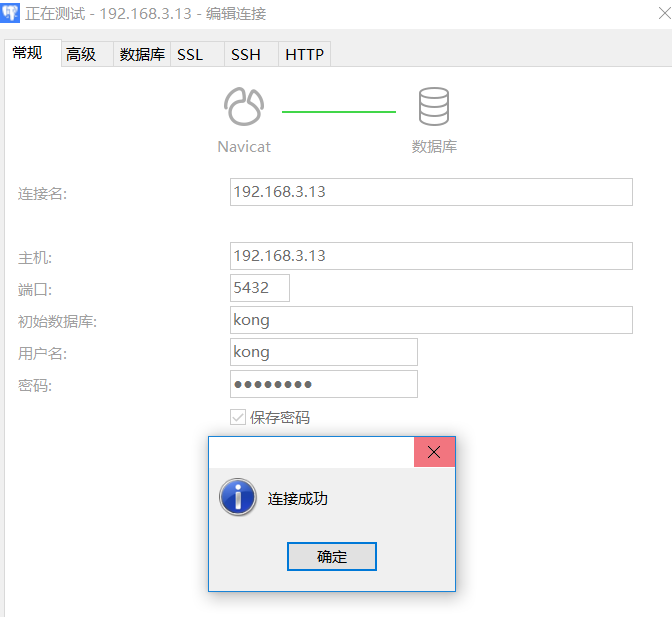 正在测试 - 192.168.3.13 - 编辑连接
常规 高级 数据库 SSL SSH HTTP
Navicat 数据库
连接名: 192.168.3.13
主机: 192.168.3.13
端口: 5432
初始数据库: kong
用户名: kong
密码: ●●●●●●●●
保存密码
连接成功
确定